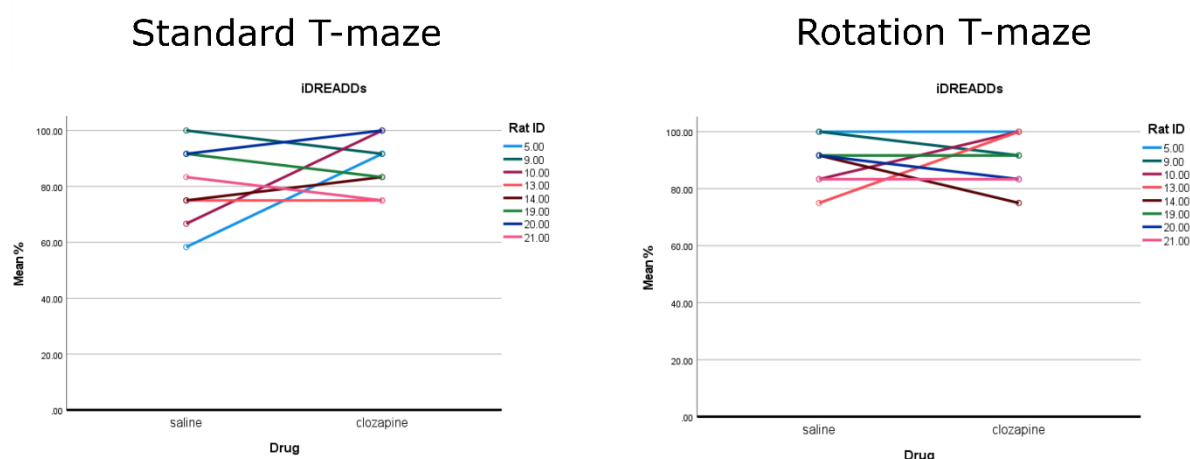 Standard T-maze
iDREADDs
100.00
80.00
60.00
40.00
20.00
.00
Mean %
saline
clozapine
Drug
Rat ID
5.00
9.00
10.00
13.00
14.00
19.00
20.00
21.00
Rotation T-maze
iDREADDs
100.00
80.00
60.00
40.00
20.00
.00
Mean %
saline
clozapine
Drug
Rat ID
5.00
9.00
10.00
13.00
14.00
19.00
20.00
21.00